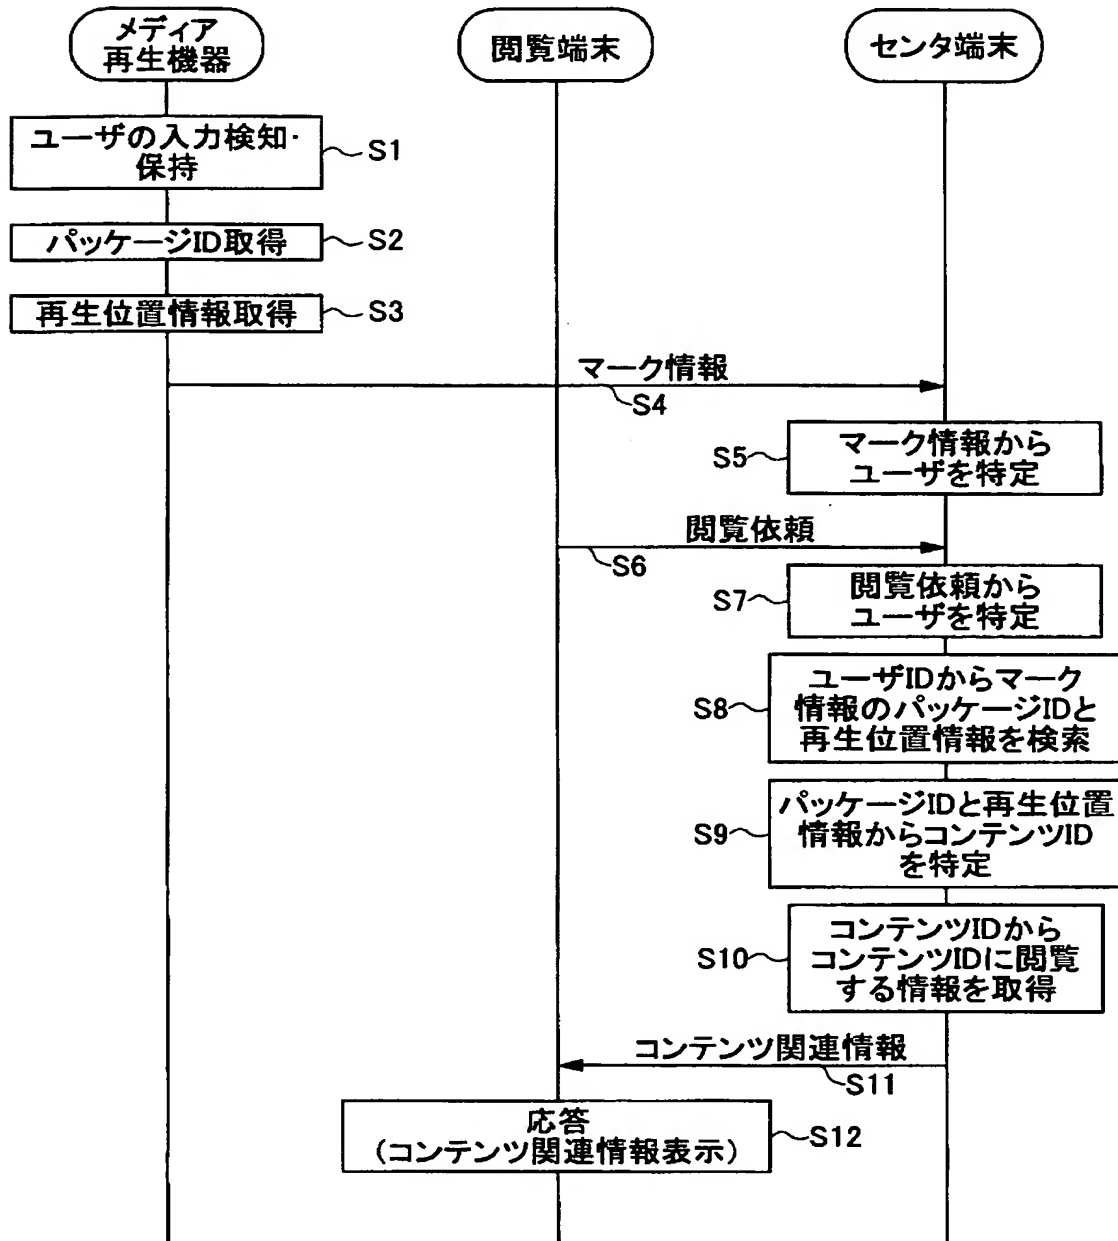 メディア
再生機器
閲覧端末
センタ端末
ユーザの入力検知・
保持
S1
パッケージID取得
S2
再生位置情報取得
S3
マーク情報
S4
マーク情報から
ユーザを特定
S5
閲覧依頼
S6
閲覧依頼から
ユーザを特定
S7
ユーザIDからマーク
情報のパッケージIDと
再生位置情報を検索
S8
パッケージIDと再生位置
情報からコンテンツID
を特定
S9
コンテンツIDから
コンテンツIDに閲覧
する情報を取得
S10
コンテンツ関連情報
S11
応答
(コンテンツ関連情報表示)
S12